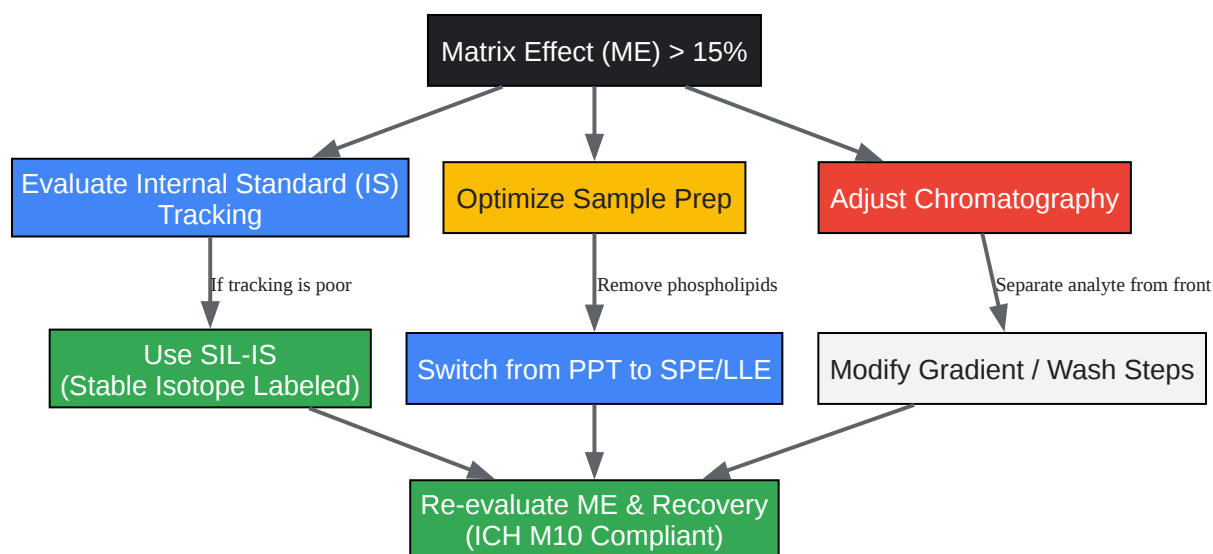 Matrix Effect (ME) > 15%
Evaluate Internal Standard (IS)
Tracking
Optimize Sample Prep
Adjust Chromatography
If tracking is poor
Remove phospholipids
Separate analyte from front
Use SIL-IS
(Stable Isotope Labeled)
Switch from PPT to SPE/LLE
Modify Gradient / Wash Steps
Re-evaluate ME & Recovery
(ICH M10 Compliant)